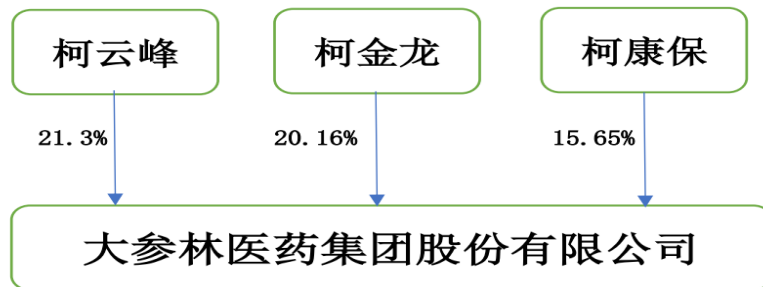 柯云峰 柯金龙 柯康保
21.3% 20.16% 15.65%
大参林医药集团股份有限公司